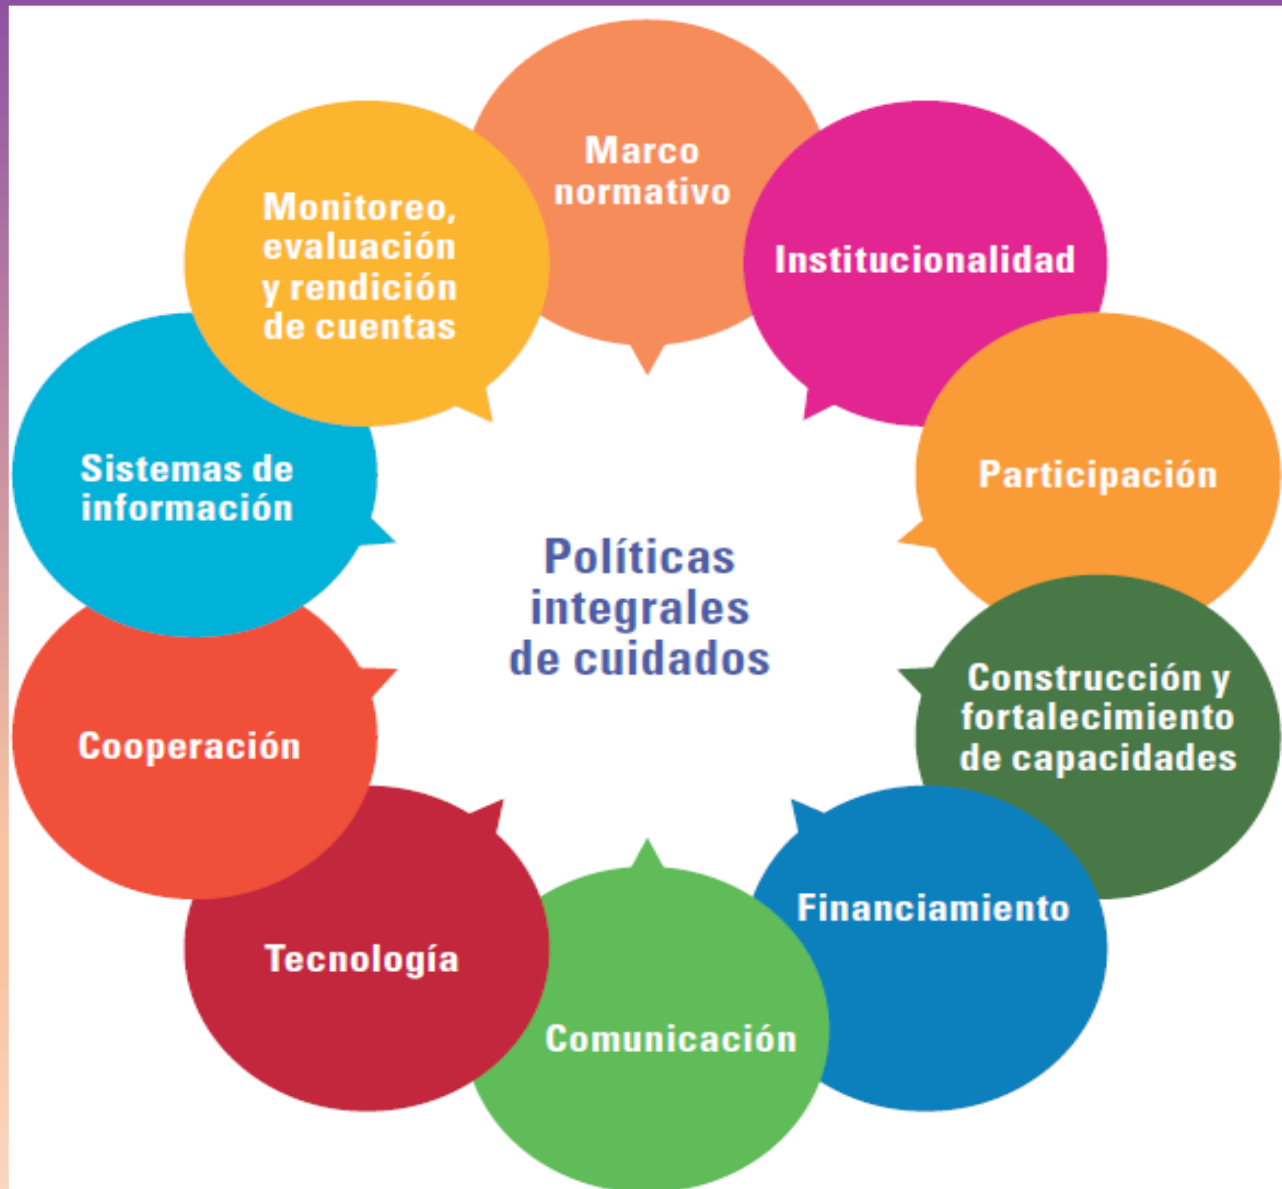 Marco
normativo
Institucionalidad
Participación
Construcción y
fortalecimiento
de capacidades
Financiamiento
Comunicación
Tecnología
Cooperación
Sistemas de
información
Monitoreo,
evaluación
y rendición
de cuentas
Políticas
integrales
de cuidados